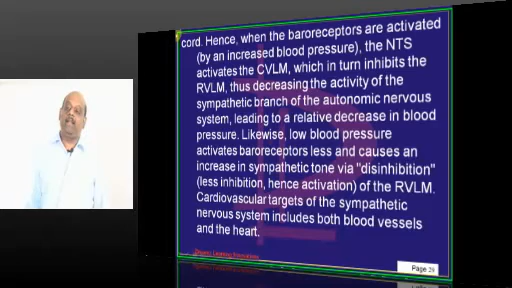 cord. Hence, when the baroreceptors are activated
(by an increased blood pressure), the NTS
activates the CVLM, which in turn inhibits the
RVLM, thus decreasing the activity of the
sympathetic branch of the autonomic nervous
system, leading to a relative decrease in blood
pressure. Likewise, low blood pressure
activates baroreptors less and causes an
increase in sympathetic tone via "disinhibition"
(less inhibition, hence activation) of the RVLM.
Cardiovascular targets of the sympathetic
nervous system includes both blood vessels
and the heart.
Page 29